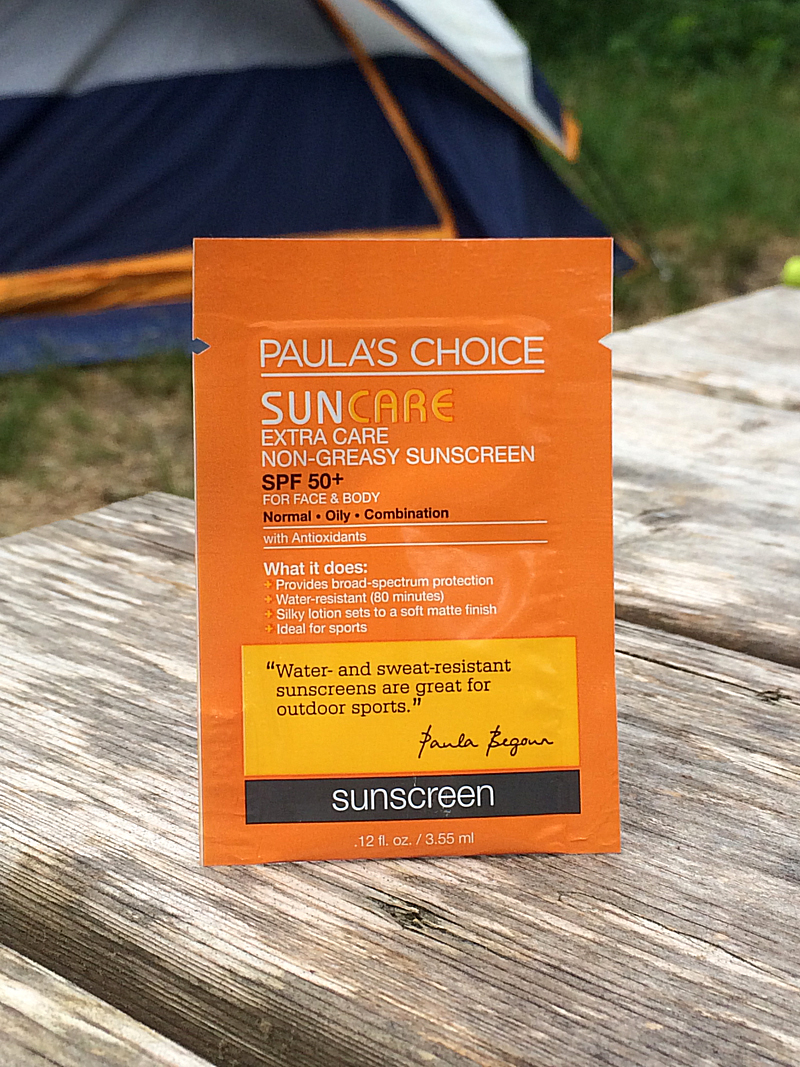 PAULA'S CHOICE
SUNCARE
EXTRA CARE
NON-GREASY SUNSCREEN
SPF 50+
FOR FACE & BODY
Normal • Oily • Combination
with Antioxidants
What it does:
+ Provides broad-spectrum protection
+ Water-resistant (80 minutes)
+ Silky lotion sets to a soft matte finish
+ Ideal for sports
“Water- and sweat-resistant
sunscreens are great for
outdoor sports.”
Paula Begoun
sunscreen
.12 fl. oz. / 3.55 ml